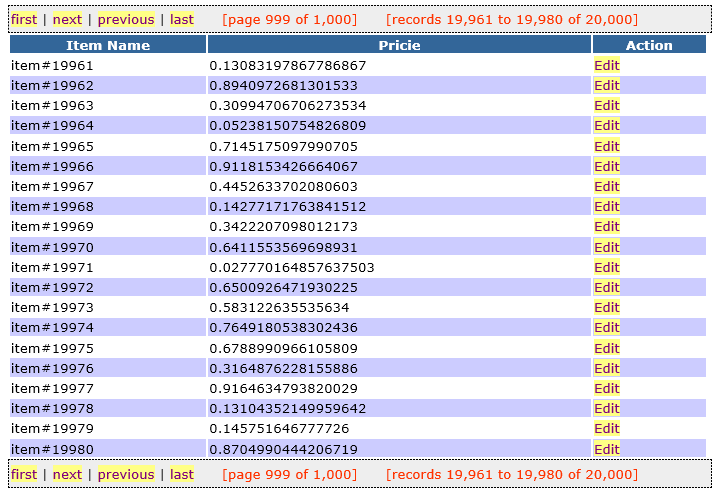 first | next | previous | last [page 999 of 1,000] [records 19,961 to 19,980 of 20,000]
Item Name Pricie Action
item#19961 0.13083197867786867 Edit
item#19962 0.8940972681301533 Edit
item#19963 0.30994706706273534 Edit
item#19964 0.05238150754826809 Edit
item#19965 0.7145175097990705 Edit
item#19966 0.9118153426664067 Edit
item#19967 0.4452633702080603 Edit
item#19968 0.14277171763841512 Edit
item#19969 0.3422207098012173 Edit
item#19970 0.6411553569698931 Edit
item#19971 0.027770164857637503 Edit
item#19972 0.6500926471930225 Edit
item#19973 0.583122635535634 Edit
item#19974 0.7649180538302436 Edit
item#19975 0.6788990966105809 Edit
item#19976 0.3164876228155886 Edit
item#19977 0.9164634793820029 Edit
item#19978 0.13104352149959642 Edit
item#19979 0.145751646777726 Edit
item#19980 0.8704990444206719 Edit
first | next | previous | last [page 999 of 1,000] [records 19,961 to 19,980 of 20,000]